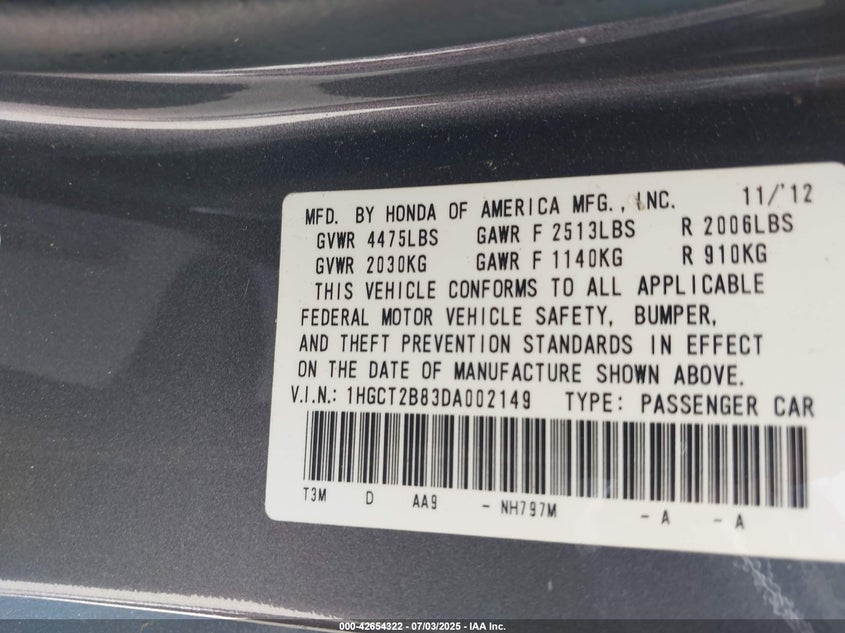 MFD. BY HONDA OF AMERICA MFG., INC. 11/'12
GVWR 4475LBS GAWR F 2513LBS R 2006LBS
GVWR 2030KG GAWR F 1140KG R 910KG
THIS VEHICLE CONFORMS TO ALL APPLICABLE
FEDERAL MOTOR VEHICLE SAFETY, BUMPER,
AND THEFT PREVENTION STANDARDS IN EFFECT
ON THE DATE OF MANUFACTURE SHOWN ABOVE.
V.I.N.: 1HGCT2B83DA002149 TYPE: PASSENGER CAR
T3M D AA9 - NH797M - A - A
000-42654322 - 07/03/2025 - IAA Inc.